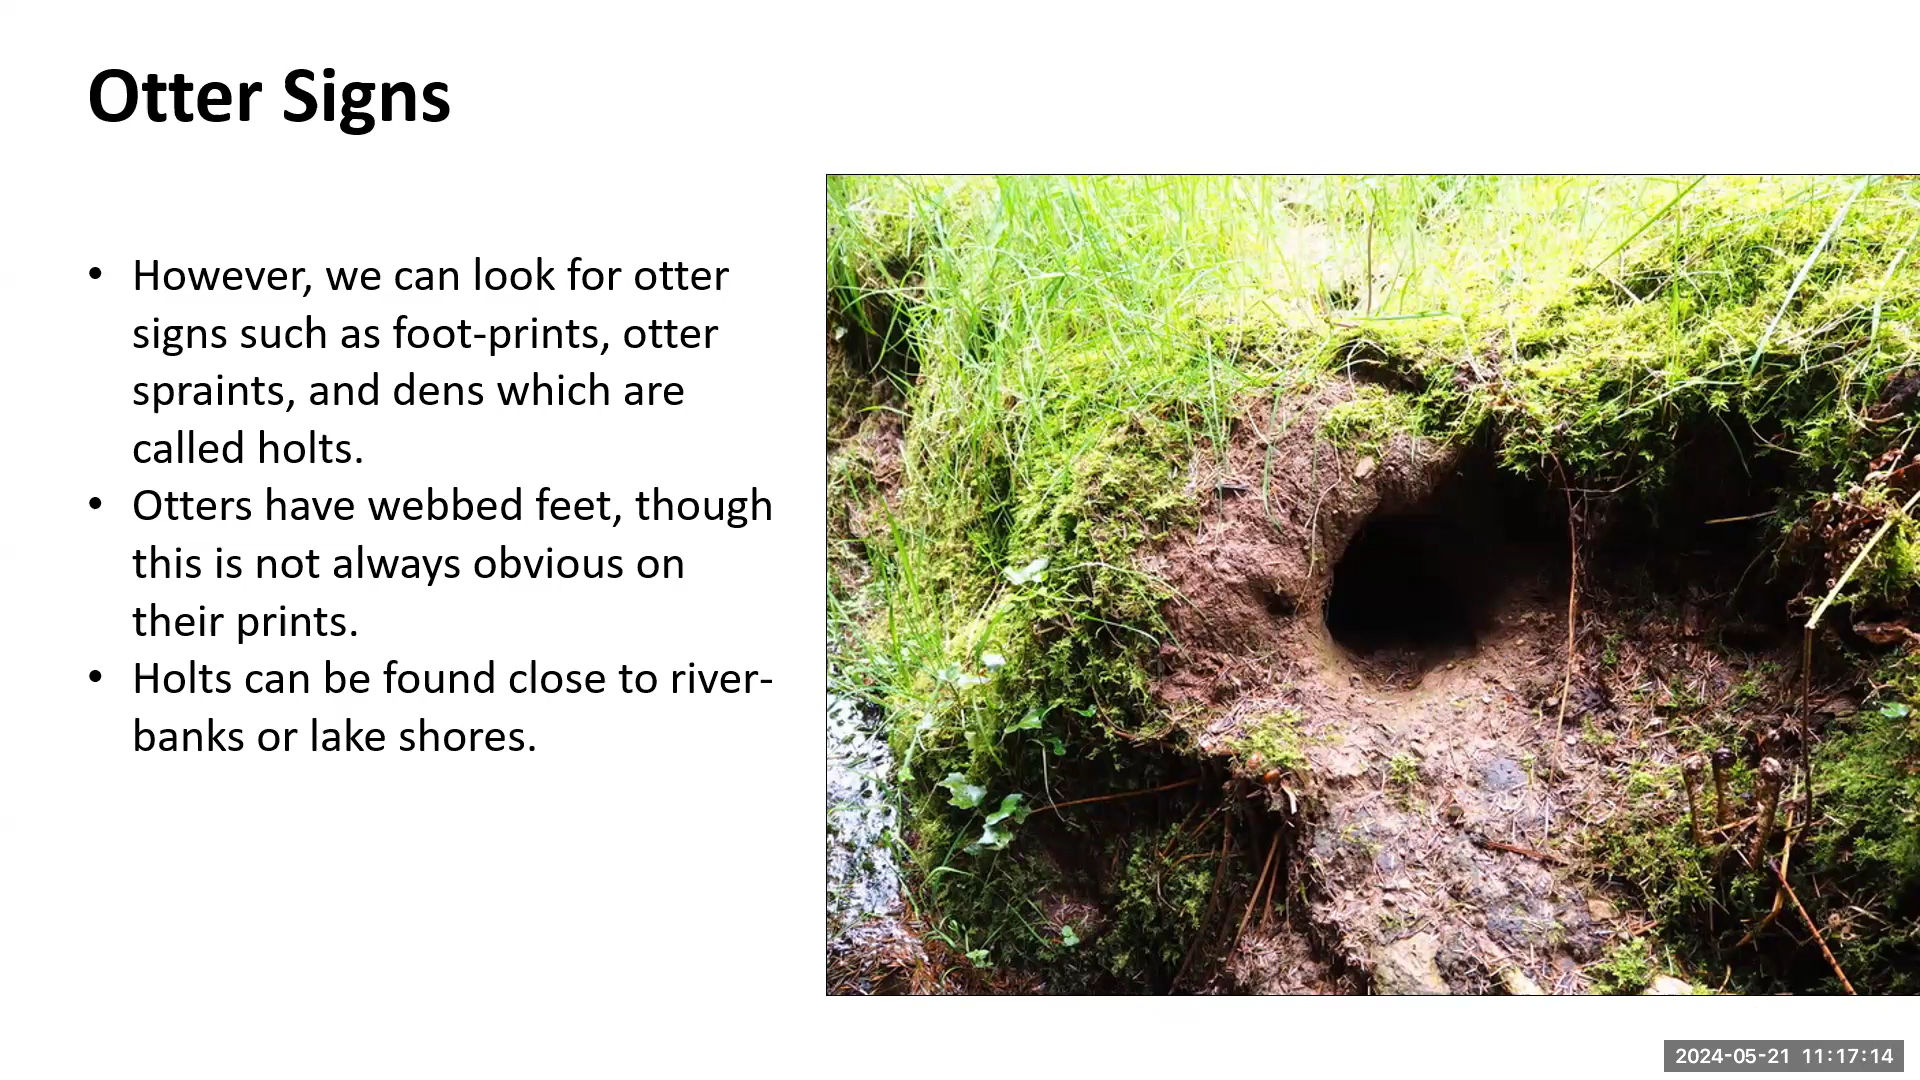 Otter Signs
• However, we can look for otter
signs such as foot-prints, otter
spraints, and dens which are
called holts.
• Otters have webbed feet, though
this is not always obvious on
their prints.
• Holts can be found close to river-
banks or lake shores.
2024-05-21 11:17:14